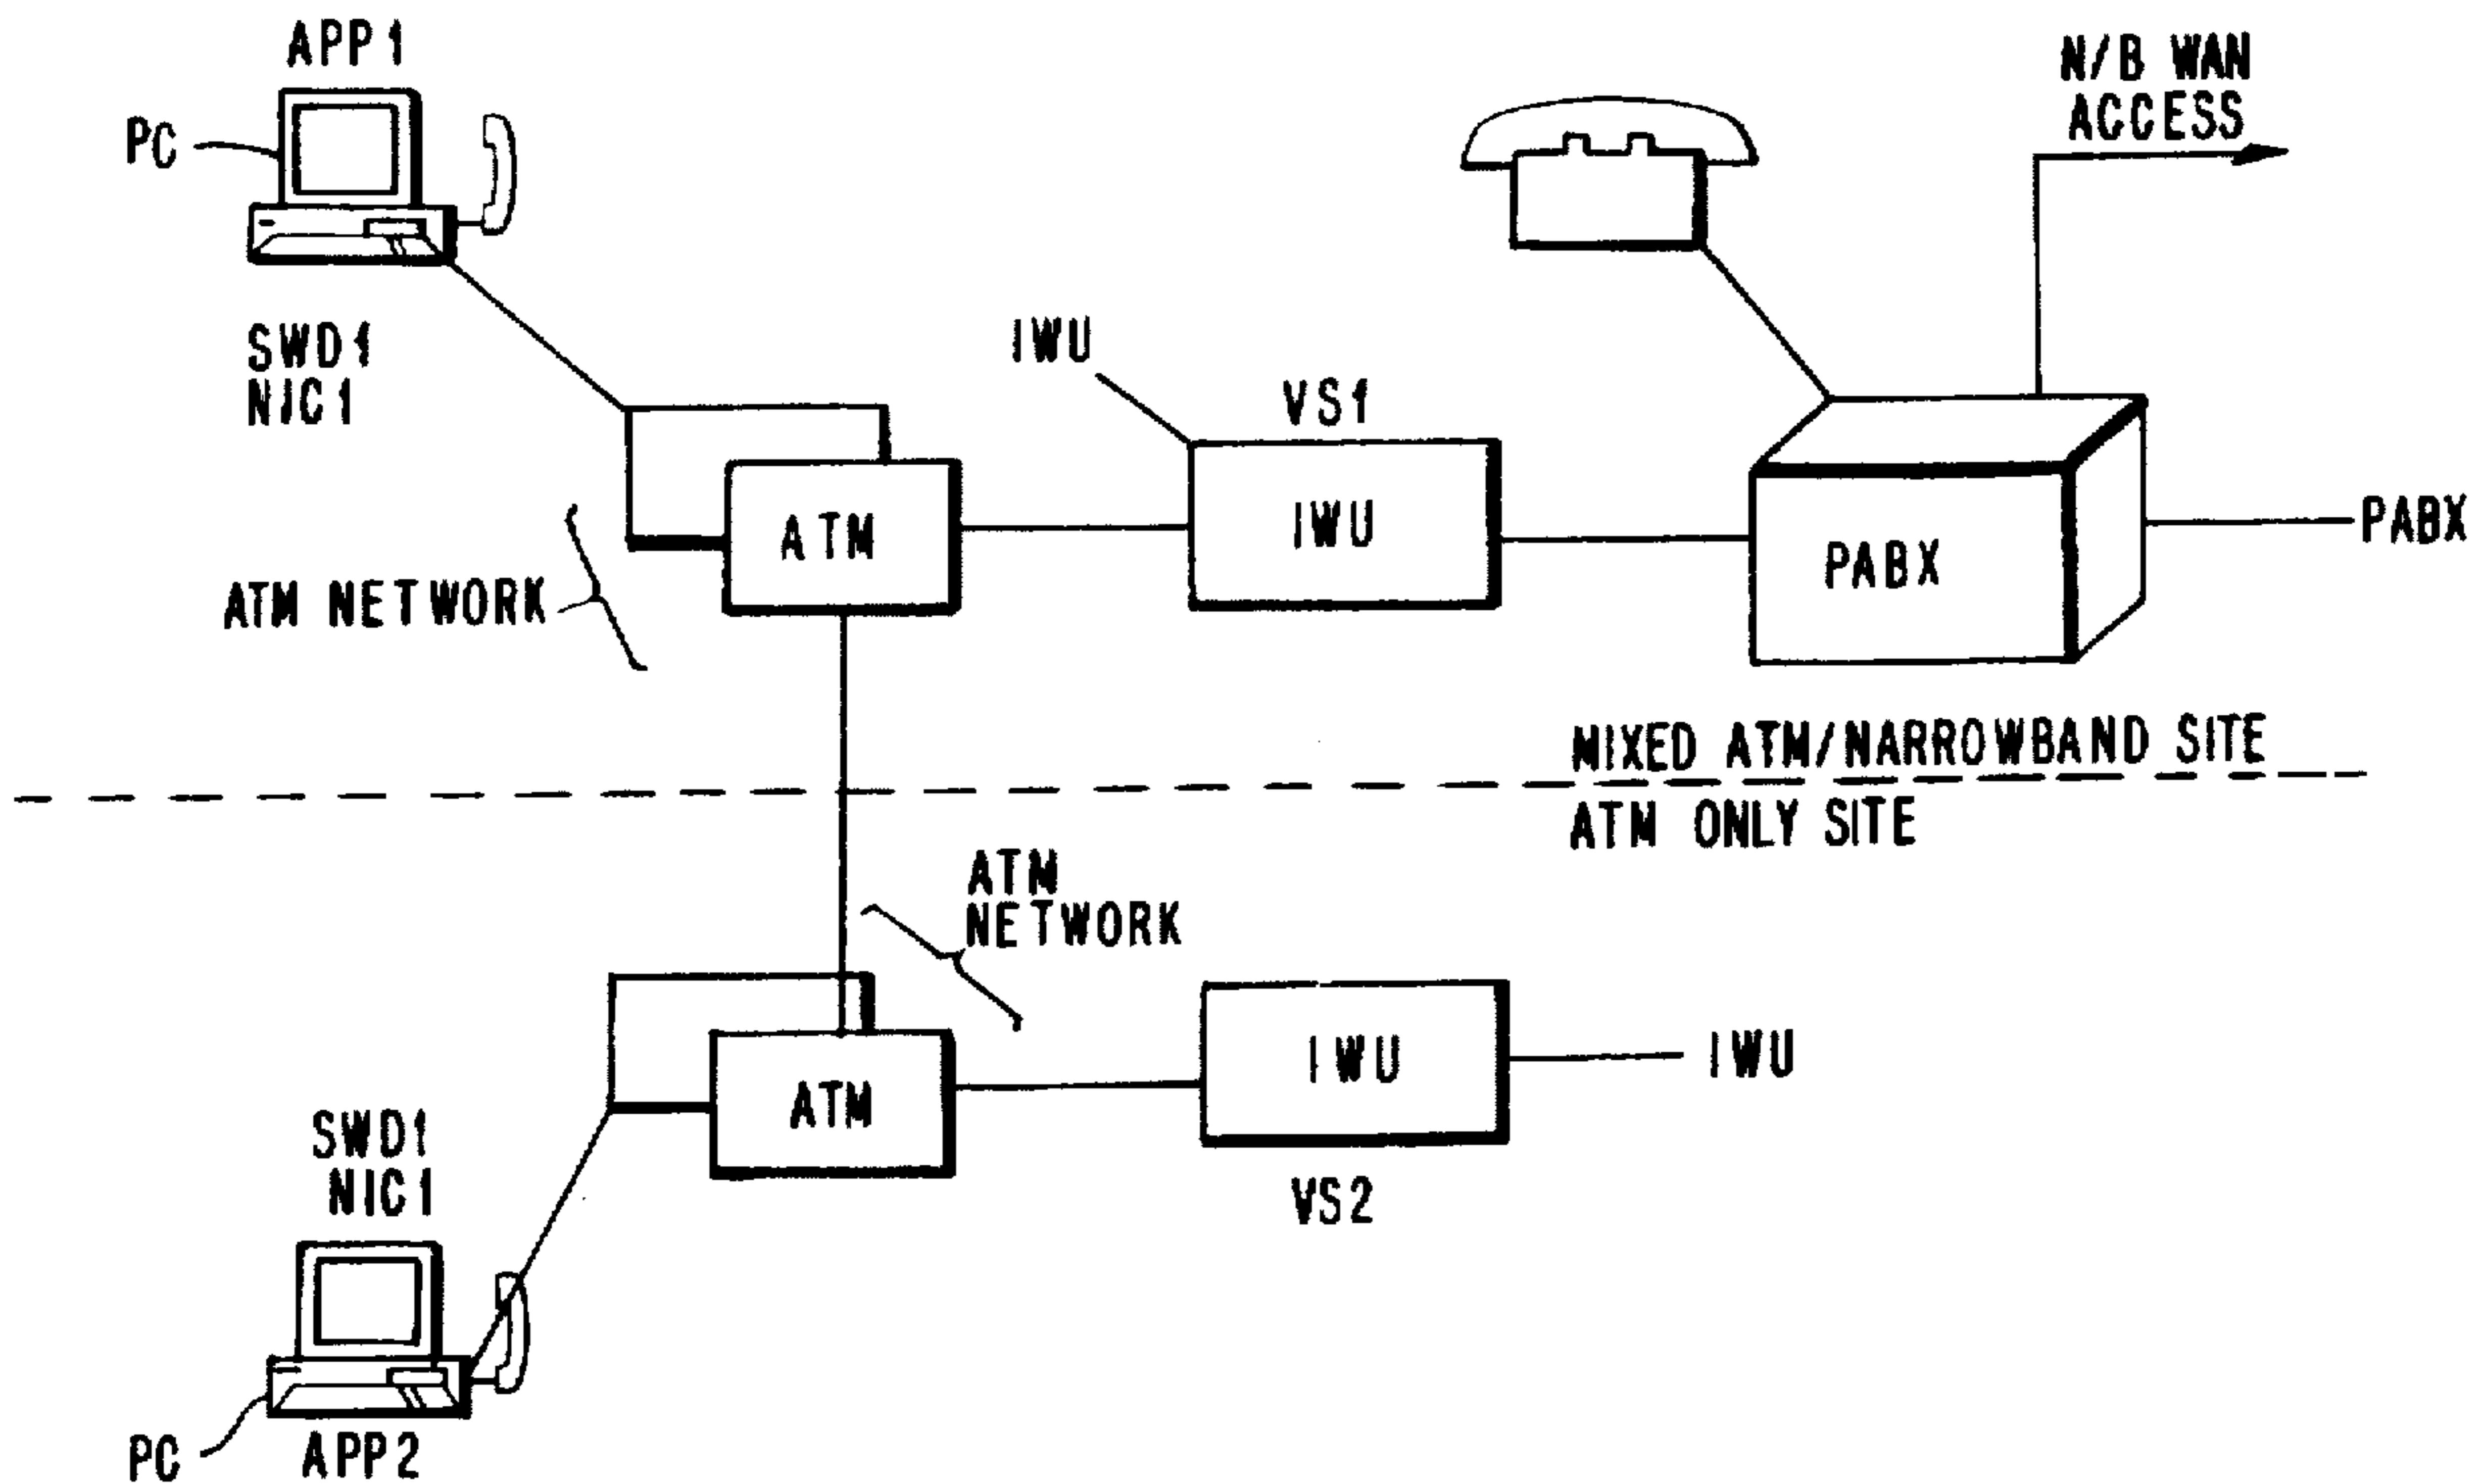 APP1
N/B WAN
ACCESS
PC
SWD1
NIC1
IWU
VS1
ATM
IWU
PABX
PABX
ATM NETWORK
MIXED ATM/NARROWBAND SITE
ATM ONLY SITE
ATM
NETWORK
ATM
IWU
IWU
SWD1
NIC1
VS2
PC
APP2